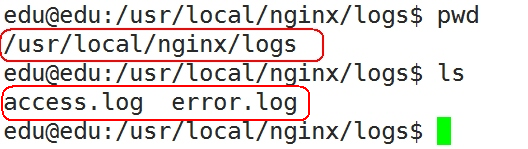 edu@edu:/usr/local/nginx/logs$ pwd
/usr/local/nginx/logs
edu@edu:/usr/local/nginx/logs$ ls
access.log  error.log
edu@edu:/usr/local/nginx/logs$